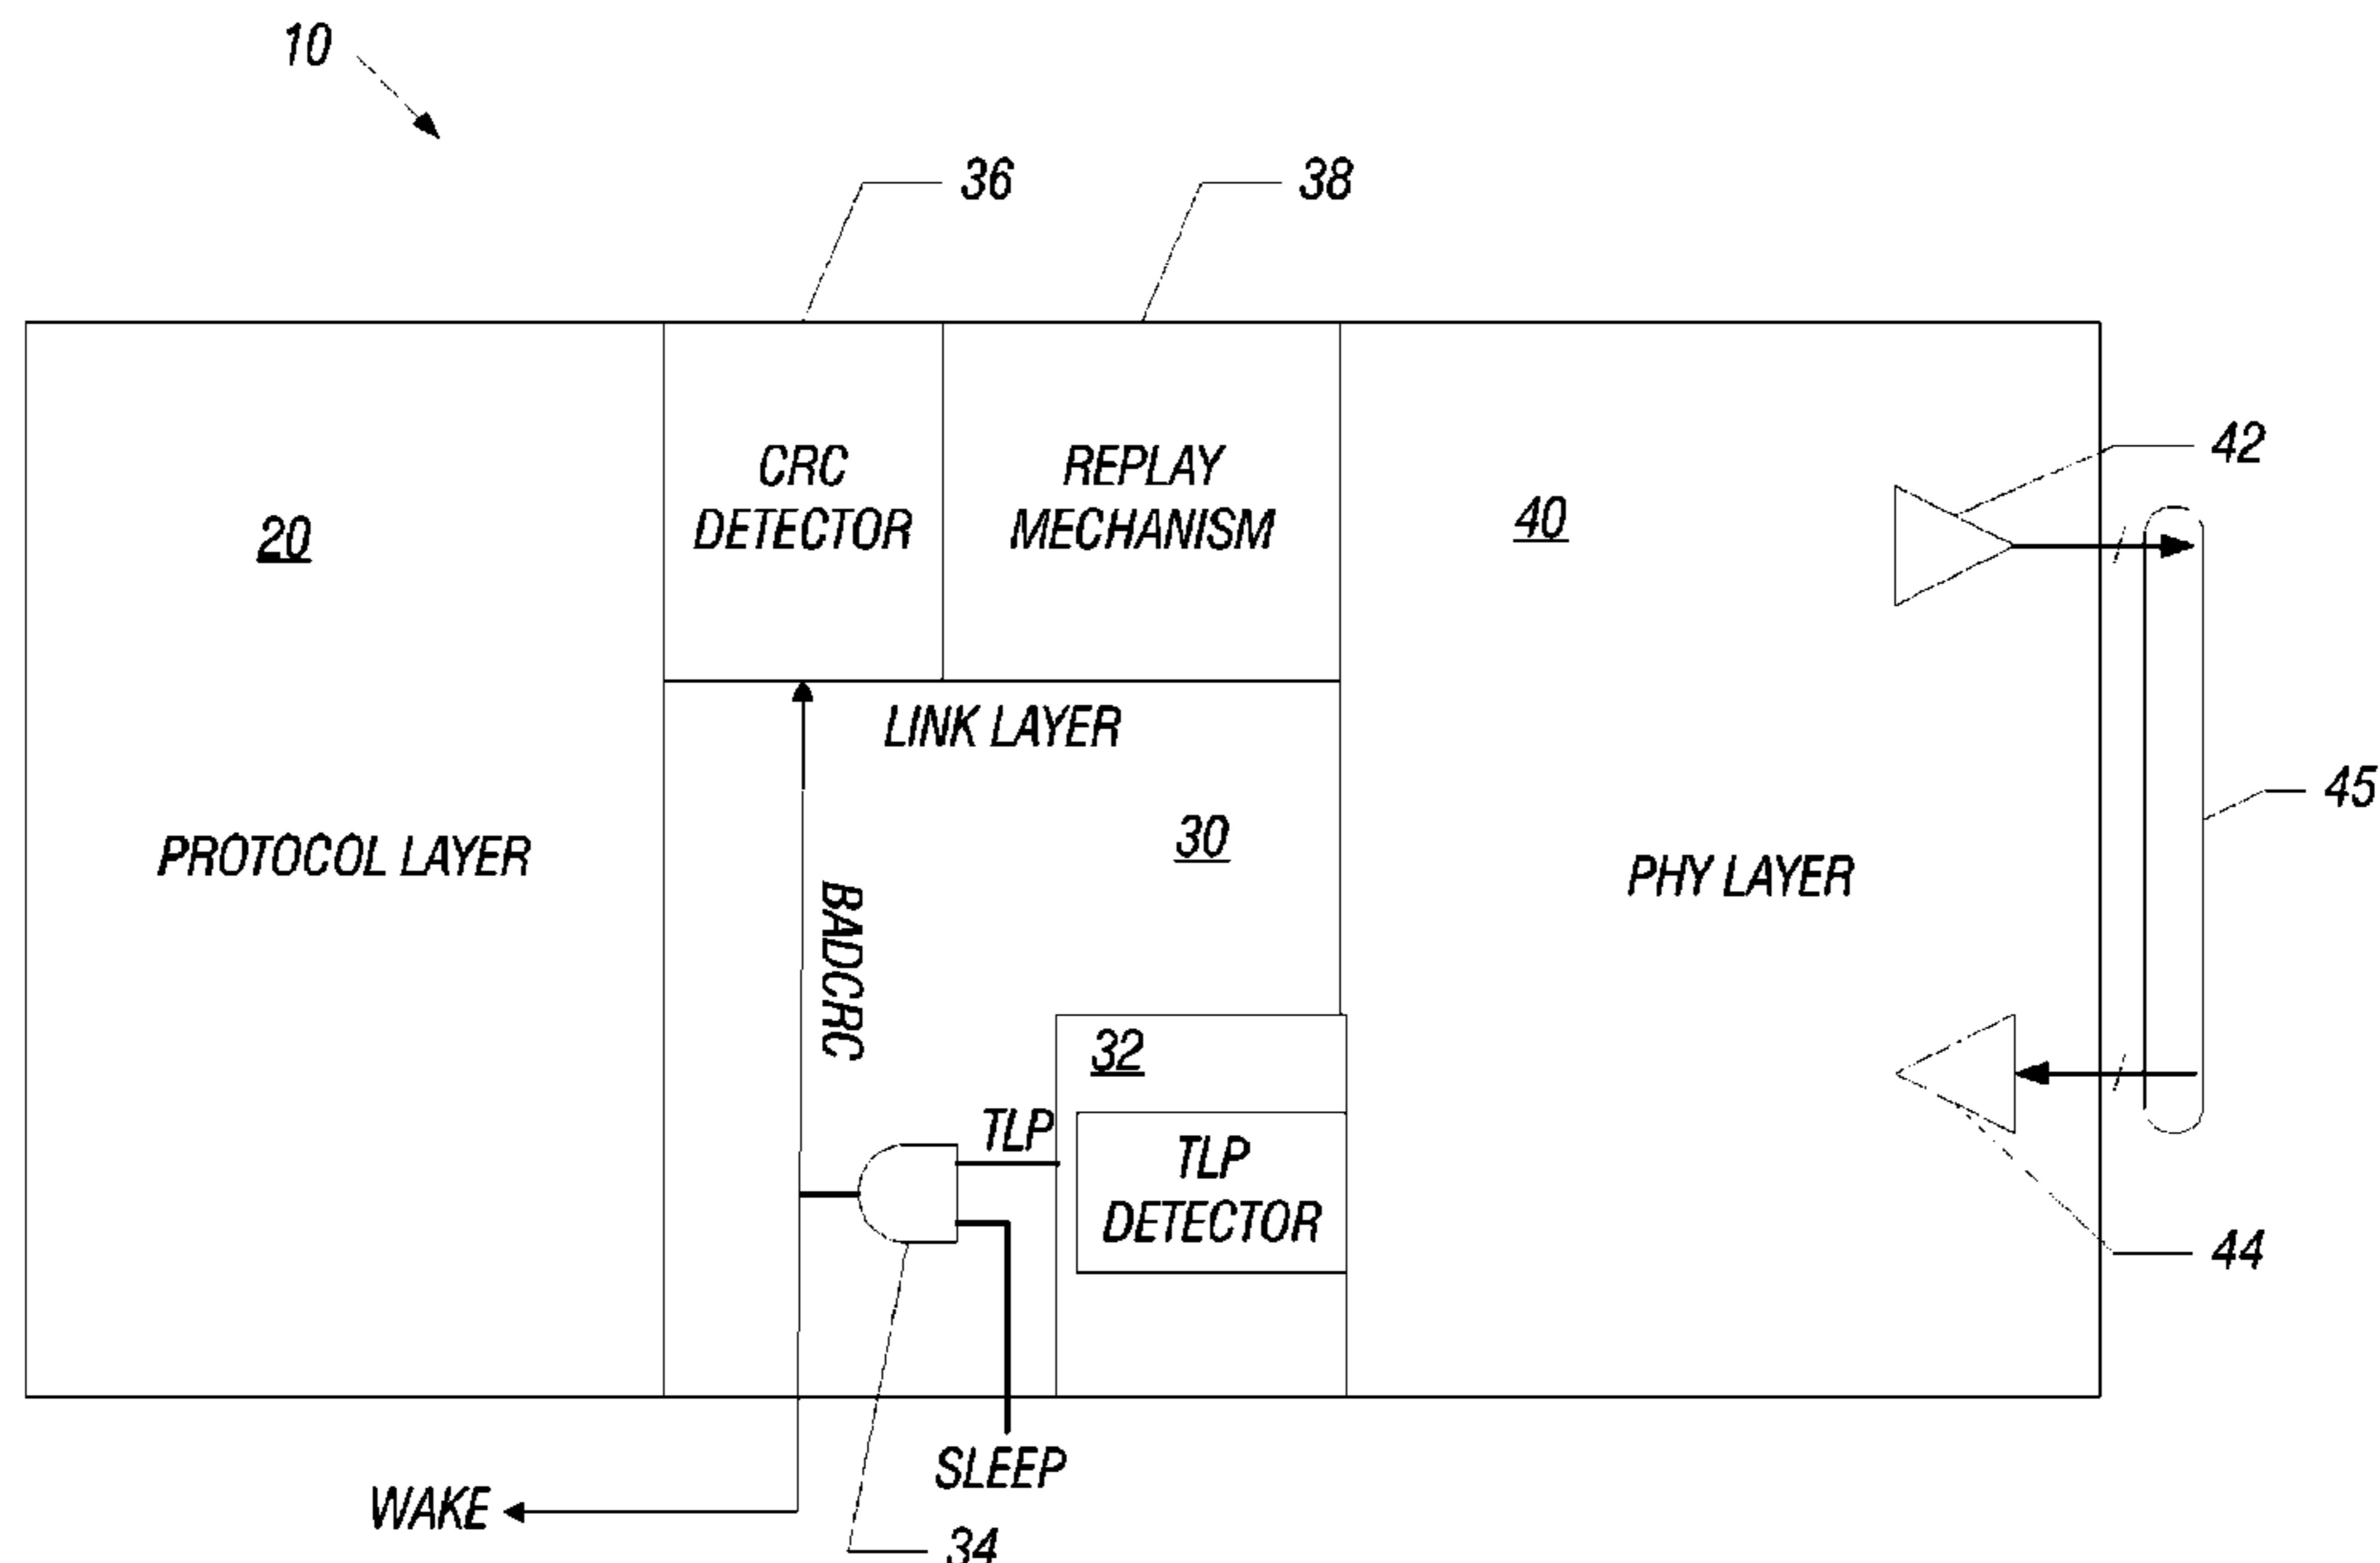 10
36
38
CRC
DETECTOR
REPLAY
MECHANISM
42
20
40
LINK LAYER
45
30
PROTOCOL LAYER
PHY LAYER
BADCRC
32
TLP
TLP
DETECTOR
44
SLEEP
WAKE
34